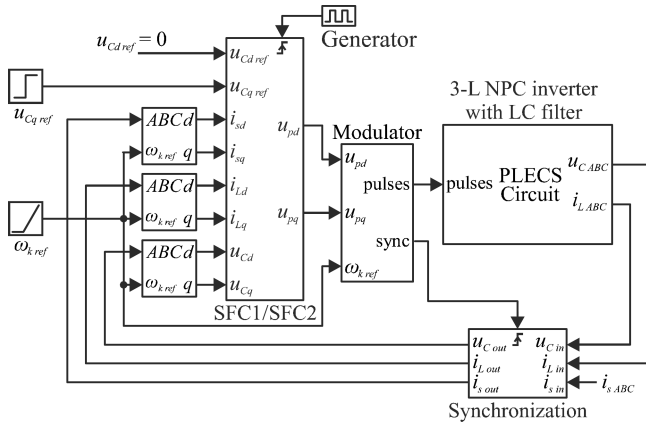 Generator
u_{Cd ref} = 0
u_{Cq ref}
ω_{k ref}
ABC d
ω_{k ref} q
ABC d
ω_{k ref} q
ABC d
ω_{k ref} q
u_{Cd ref}
u_{Cq ref}
i_{sd}
i_{sq}
i_{Ld}
i_{Lq}
u_{Cd}
u_{Cq}
u_{pd}
u_{pq}
SFC1/SFC2
Modulator
u_{pd}
pulses
u_{pq}
sync
ω_{k ref}
3-L NPC inverter
with LC filter
pulses
PLECS
Circuit
u_{C ABC}
i_{L ABC}
u_{C out}
u_{C in}
i_{L out}
i_{L in}
i_{s out}
i_{s in}
i_{s ABC}
Synchronization